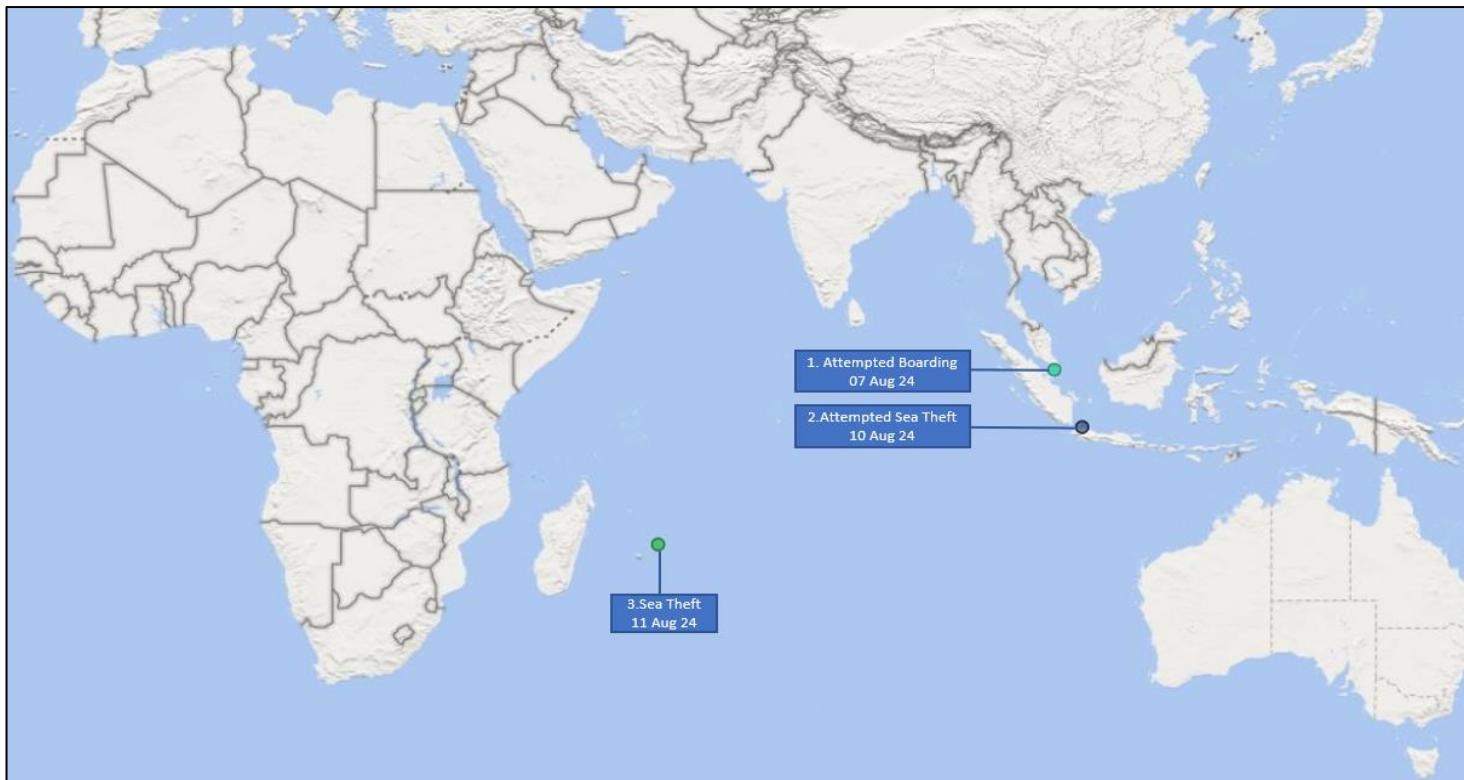 1. Attempted Boarding
07 Aug 24
2.Attempted Sea Theft
10 Aug 24
3.Sea Theft
11 Aug 24